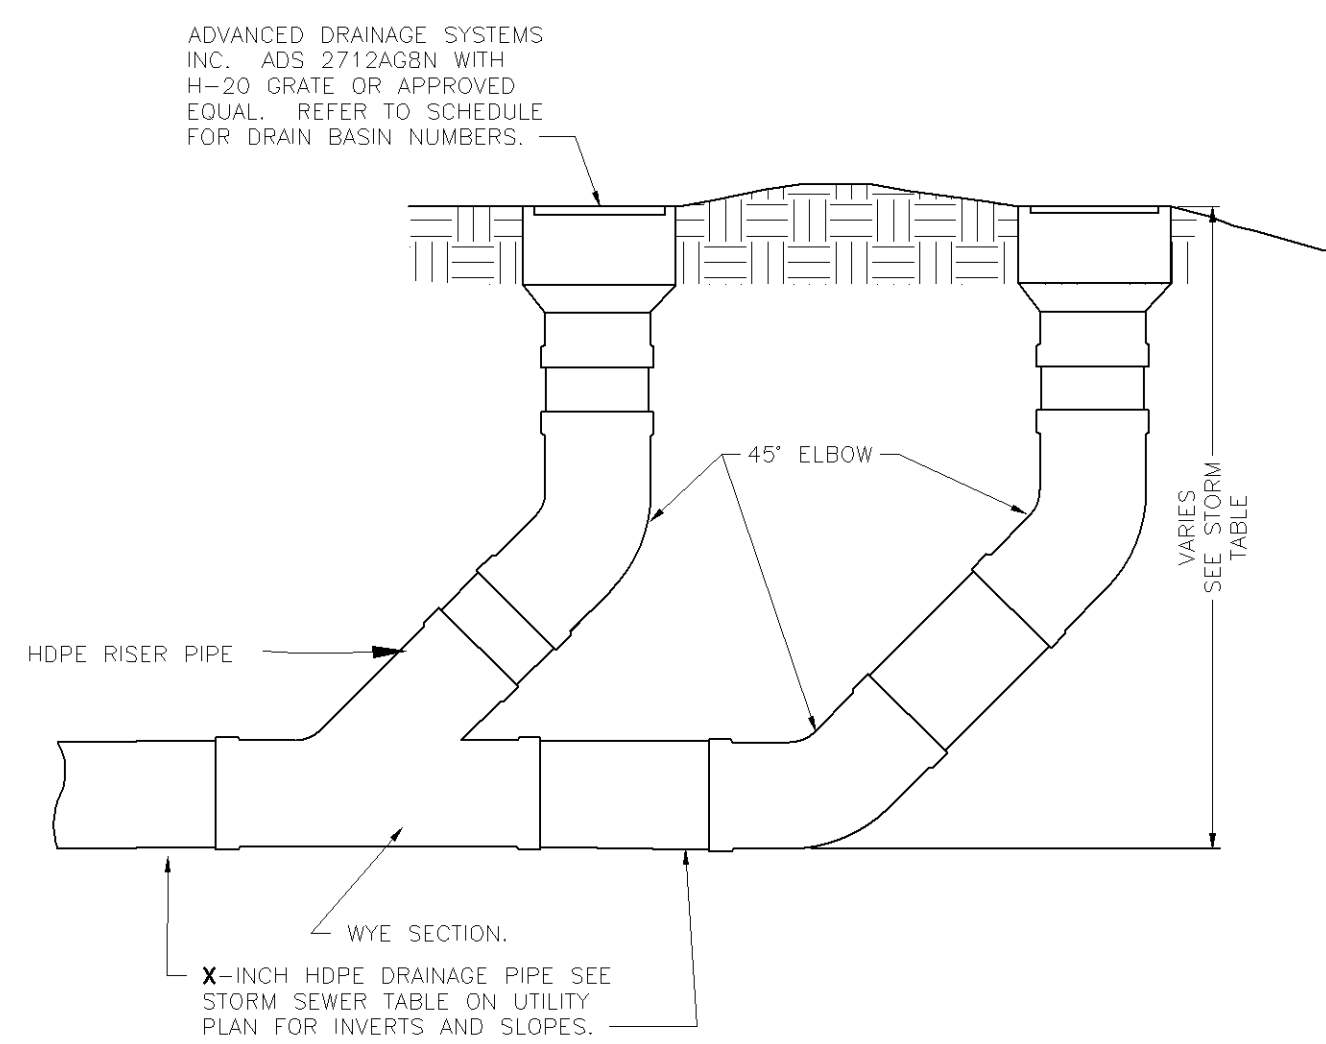 ADVANCED DRAINAGE SYSTEMS
INC. ADS 2712AG8N WITH
H-20 GRATE OR APPROVED
EQUAL. REFER TO SCHEDULE
FOR DRAIN BASIN NUMBERS.
45° ELBOW
VARIES
SEE STORM
TABLE
HDPE RISER PIPE
WYE SECTION.
X-INCH HDPE DRAINAGE PIPE SEE
STORM SEWER TABLE ON UTILITY
PLAN FOR INVERTS AND SLOPES.